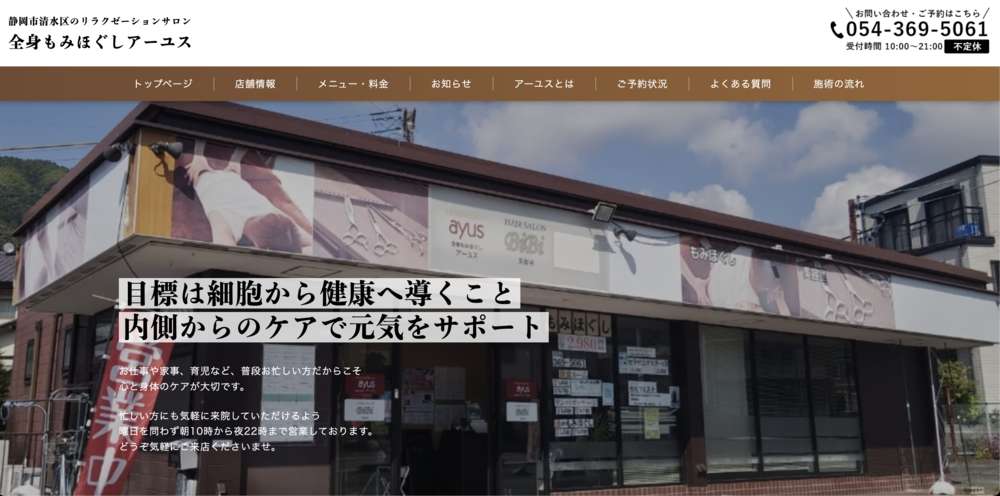 静岡市清水区のリラクゼーションサロン
全身もみほぐしアーユス
お問い合わせ・ご予約はこちら
054-369-5061
受付時間 10:00〜21:00 不定休
トップページ
店舗情報
メニュー・料金
お知らせ
アーユスとは
ご予約状況
よくある質問
施術の流れ
ayus
全身もみほぐし
アーユス
HAIR SALON
BiBi
美容室
もみほぐし
美容室
目標は細胞から健康へ導くこと
内側からのケアで元気をサポート
お仕事や家事、育児など、普段お忙しい方だからこそ
心と身体のケアが大切です。
忙しい方にも気軽に来院していただけるよう
曜日を問わず朝10時から夜22時まで営業しております。
どうぞ気軽にご来店くださいませ。
営業中
もみほぐし
2,980
ayus
ayus